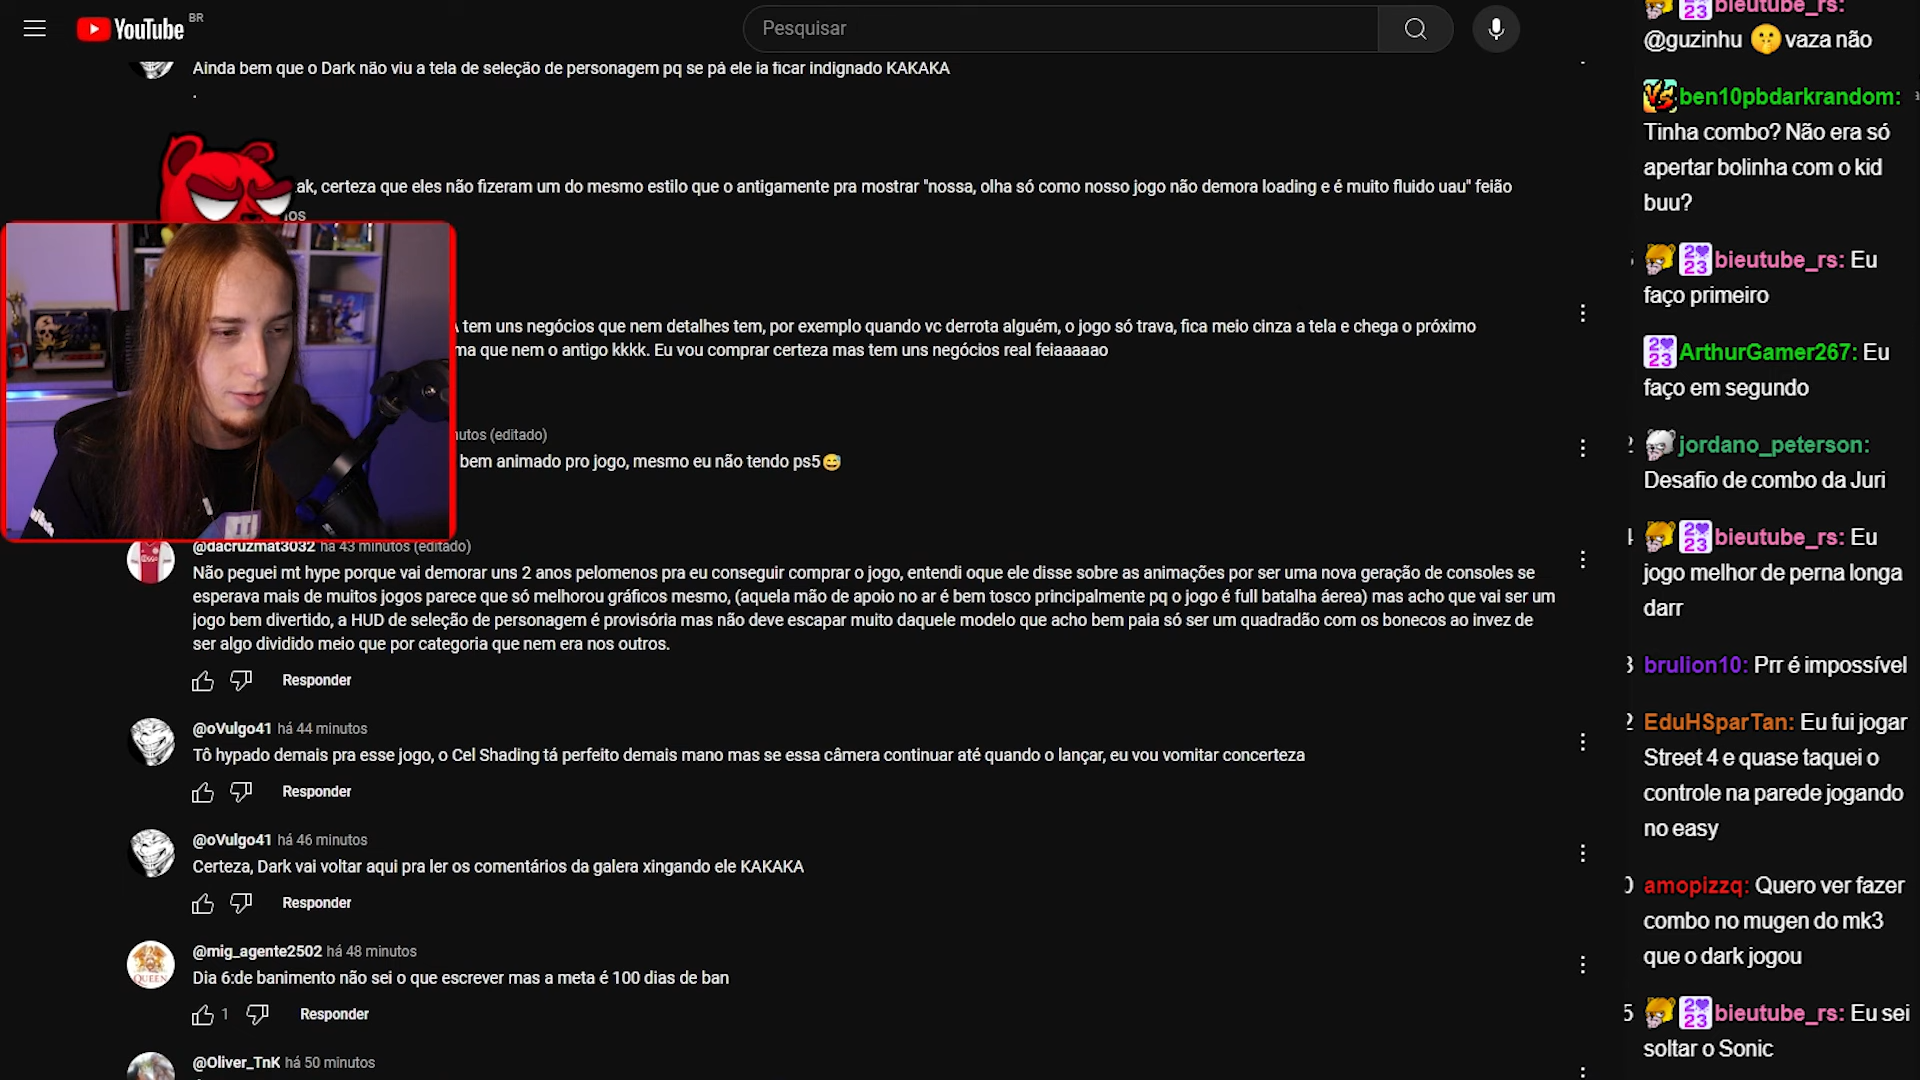 YouTube BR
Pesquisar
Ainda bem que o Dark não viu a tela de seleção de personagem pq se pá ele ia ficar indignado KAKAKA
.
certeza que eles não fizeram um do mesmo estilo que o antigamente pra mostrar "nossa, olha só como nosso jogo não demora loading e é muito fluido uau" feião
tem uns negócios que nem detalhes tem, por exemplo quando vc derrota alguém, o jogo só trava, fica meio cinza a tela e chega o próximo
que nem o antigo kkkk. Eu vou comprar certeza mas tem uns negócios real feiaaaaao
(editado)
bem animado pro jogo, mesmo eu não tendo ps5😅
@dacruzmat3032 há 43 minutos (editado)
Não peguei mt hype porque vai demorar uns 2 anos pelomenos pra eu conseguir comprar o jogo, entendi oque ele disse sobre as animações por ser uma nova geração de consoles se
esperava mais de muitos jogos parece que só melhorou gráficos mesmo, (aquela mão de apoio no ar é bem tosco principalmente pq o jogo é full batalha áerea) mas acho que vai ser um
jogo bem divertido, a HUD de seleção de personagem é provisória mas não deve escapar muito daquele modelo que acho bem paia só ser um quadradão com os bonecos ao invez de
ser algo dividido meio que por categoria que nem era nos outros.
Responder
@oVulgo41 há 44 minutos
Tô hypado demais pra esse jogo, o Cel Shading tá perfeito demais mano mas se essa câmera continuar até quando o lançar, eu vou vomitar concerteza
Responder
@oVulgo41 há 46 minutos
Certeza, Dark vai voltar aqui pra ler os comentários da galera xingando ele KAKAKA
Responder
@mig_agente2502 há 48 minutos
Dia 6:de banimento não sei o que escrever mas a meta é 100 dias de ban
1 Responder
@Oliver_TnK há 50 minutos
QUEEN
bieutube_rs:
@guzinhu 🤫 vaza não
ben10pbdarkrandom:
Tinha combo? Não era só
apertar bolinha com o kid
buu?
2023 bieutube_rs: Eu
faço primeiro
2023 ArthurGamer267: Eu
faço em segundo
jordano_peterson:
Desafio de combo da Juri
2023 bieutube_rs: Eu
jogo melhor de perna longa
darr
brulion10: Prr é impossível
EduHSparTan: Eu fui jogar
Street 4 e quase taquei o
controle na parede jogando
no easy
amopizzq: Quero ver fazer
combo no mugen do mk3
que o dark jogou
2023 bieutube_rs: Eu sei
soltar o Sonic